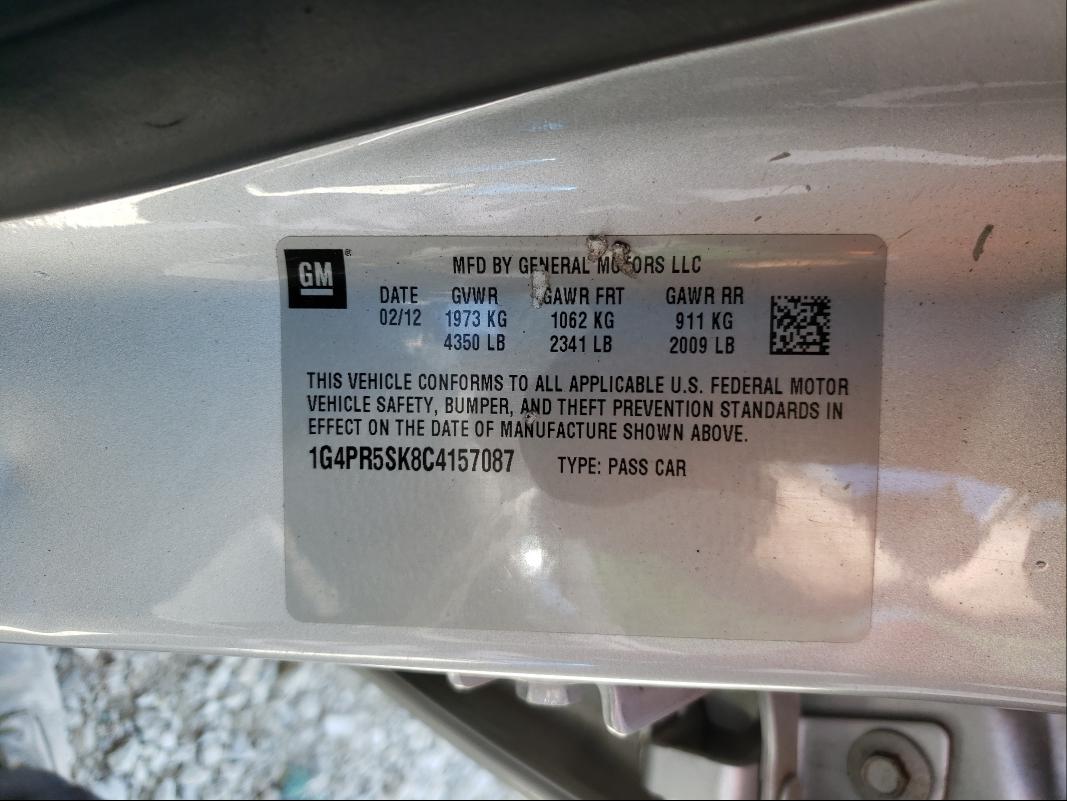 GM
MFD BY GENERAL MOTORS LLC
DATE GVWR GAWR FRT GAWR RR
02/12 1973 KG 1062 KG 911 KG
4350 LB 2341 LB 2009 LB
THIS VEHICLE CONFORMS TO ALL APPLICABLE U.S. FEDERAL MOTOR
VEHICLE SAFETY, BUMPER, AND THEFT PREVENTION STANDARDS IN
EFFECT ON THE DATE OF MANUFACTURE SHOWN ABOVE.
1G4PR5SK8C4157087 TYPE: PASS CAR